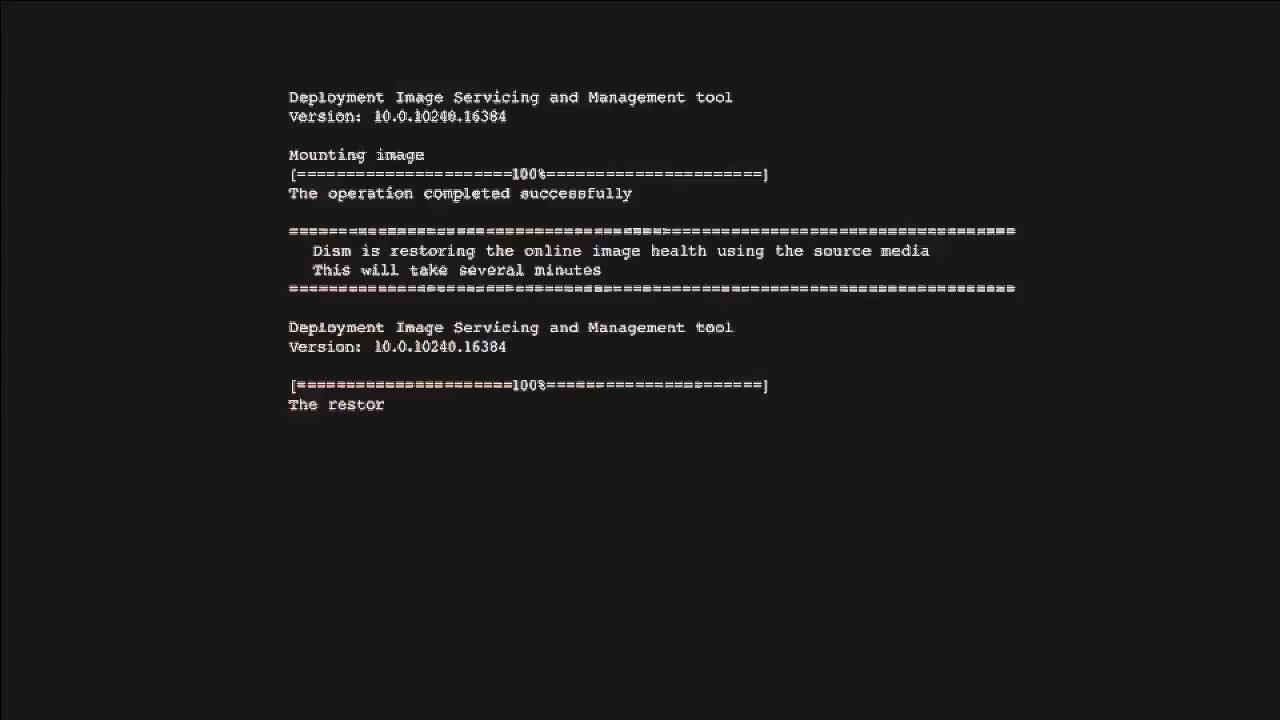 Deployment Image Servicing and Management tool
Version: 10.0.10240.16384
Mounting image
[======================100%======================]
The operation completed successfully
===========================================================================
Dism is restoring the online image health using the source media
This will take several minutes
===========================================================================
Deployment Image Servicing and Management tool
Version: 10.0.10240.16384
[======================100%======================]
The restor